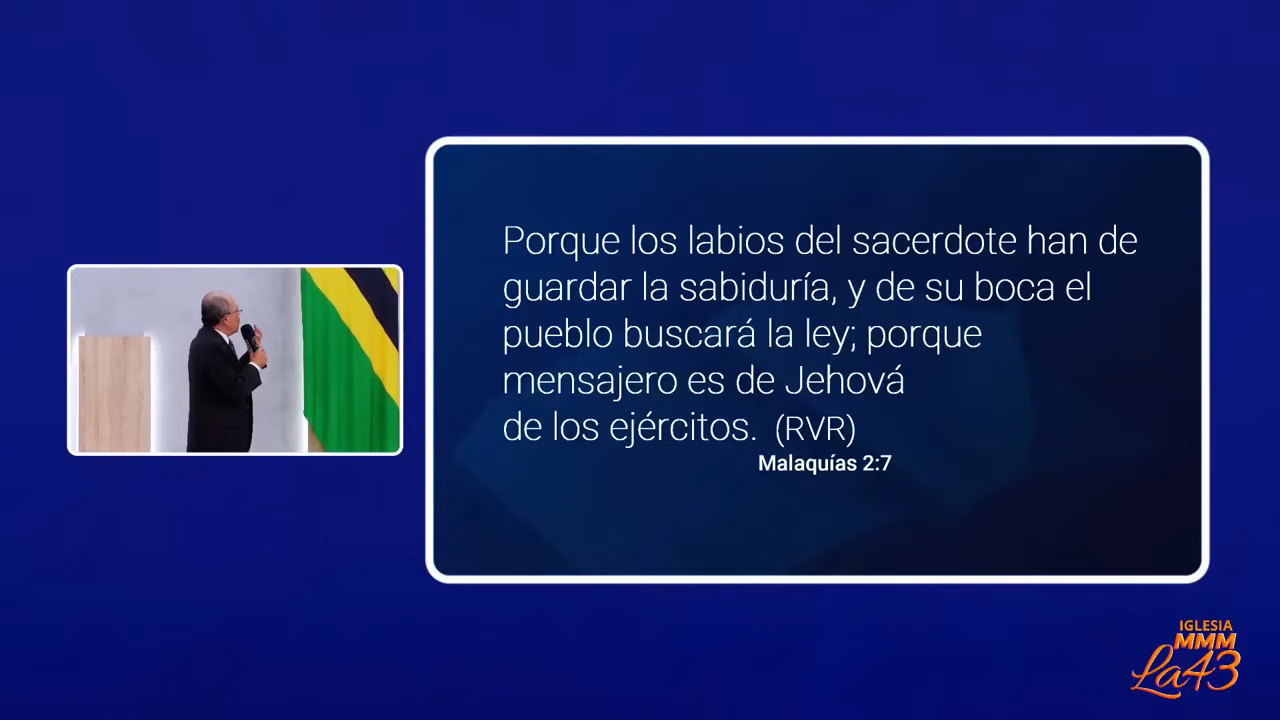 Porque los labios del sacerdote han de
guardar la sabiduría, y de su boca el
pueblo buscará la ley; porque
mensajero es de Jehová
de los ejércitos. (RVR)
Malaquías 2:7
IGLESIA
MMM
La43